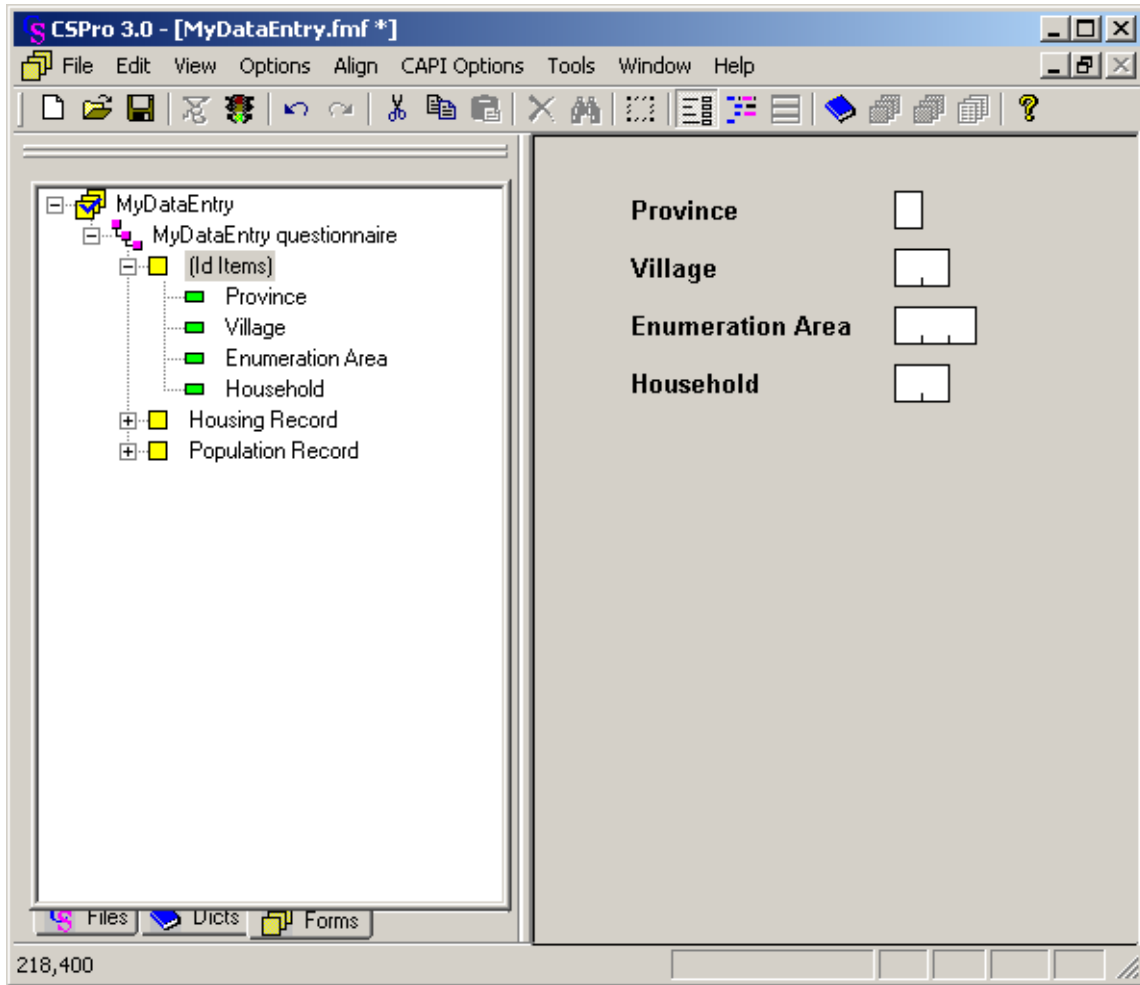 CSPro 3.0 - [MyDataEntry.fmf *]
File Edit View Options Align CAPI Options Tools Window Help
MyDataEntry
MyDataEntry questionnaire
(Id Items)
Province
Village
Enumeration Area
Household
Housing Record
Population Record
Province
Village
Enumeration Area
Household
Files Dicts Forms
218,400